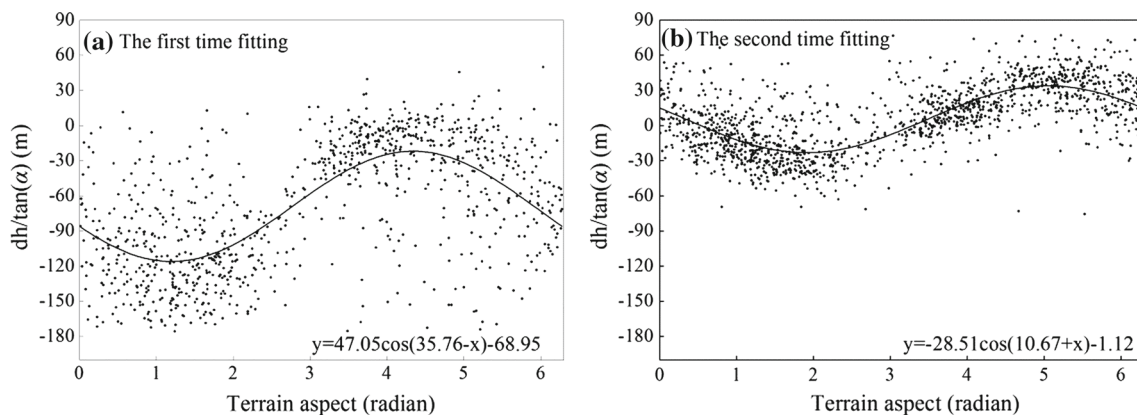 (a) The first time fitting
90
60
30
0
-30
-60
-90
-120
-150
-180
dh/tan(α) (m)
y=47.05cos(35.76-x)-68.95
0 1 2 3 4 5 6
Terrain aspect (radian)
(b) The second time fitting
90
60
30
0
-30
-60
-90
-120
-150
-180
dh/tan(α) (m)
y=-28.51cos(10.67+x)-1.12
0 1 2 3 4 5 6
Terrain aspect (radian)